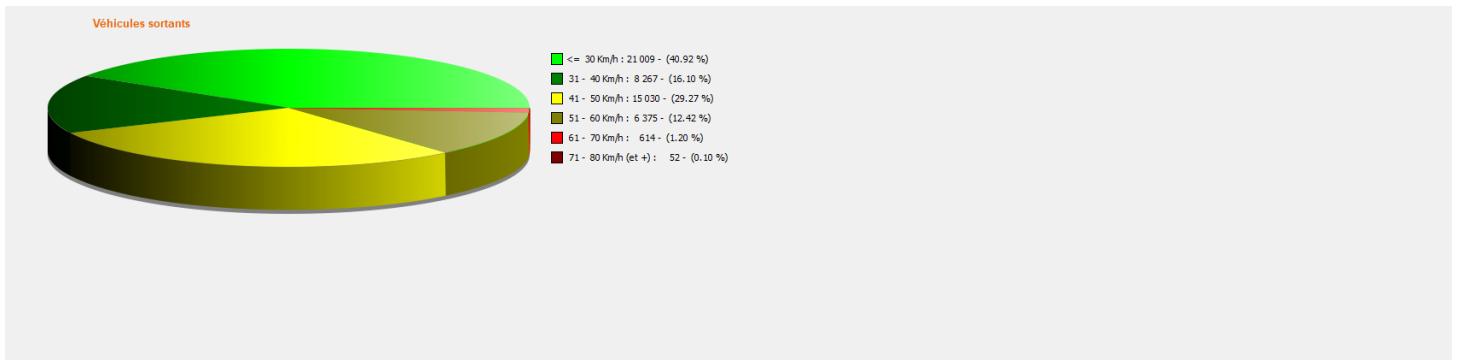 Véhicules sortants
<= 30 Km/h : 21 009 - (40.92 %)
31 - 40 Km/h : 8 267 - (16.10 %)
41 - 50 Km/h : 15 030 - (29.27 %)
51 - 60 Km/h : 6 375 - (12.42 %)
61 - 70 Km/h : 614 - (1.20 %)
71 - 80 Km/h (et +) : 52 - (0.10 %)